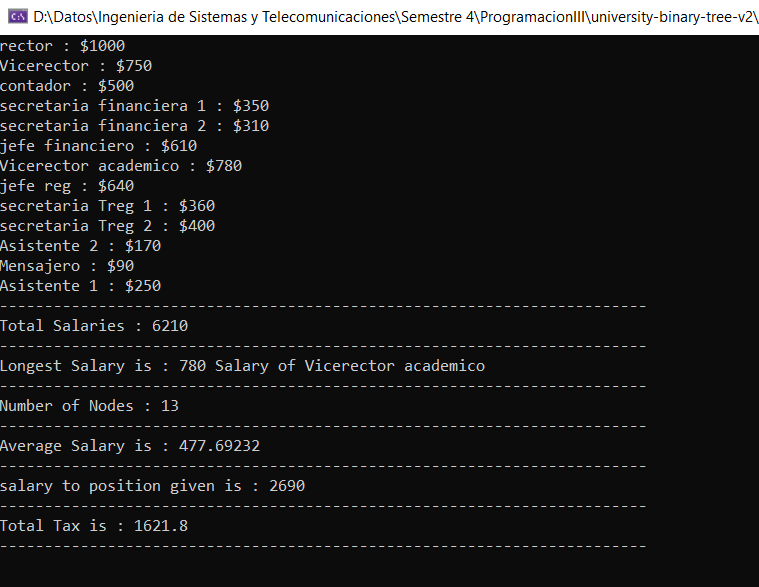 C:\ D:\Datos\Ingenieria de Sistemas y Telecomunicaciones\Semestre 4\ProgramacionIII\university-binary-tree-v2\
rector : $1000
Vicerector : $750
contador : $500
secretaria financiera 1 : $350
secretaria financiera 2 : $310
jefe financiero : $610
Vicerector academico : $780
jefe reg : $640
secretaria Treg 1 : $360
secretaria Treg 2 : $400
Asistente 2 : $170
Mensajero : $90
Asistente 1 : $250
------------------------------------------------------------------------
Total Salaries : 6210
------------------------------------------------------------------------
Longest Salary is : 780 Salary of Vicerector academico
------------------------------------------------------------------------
Number of Nodes : 13
------------------------------------------------------------------------
Average Salary is : 477.69232
------------------------------------------------------------------------
salary to position given is : 2690
------------------------------------------------------------------------
Total Tax is : 1621.8
------------------------------------------------------------------------